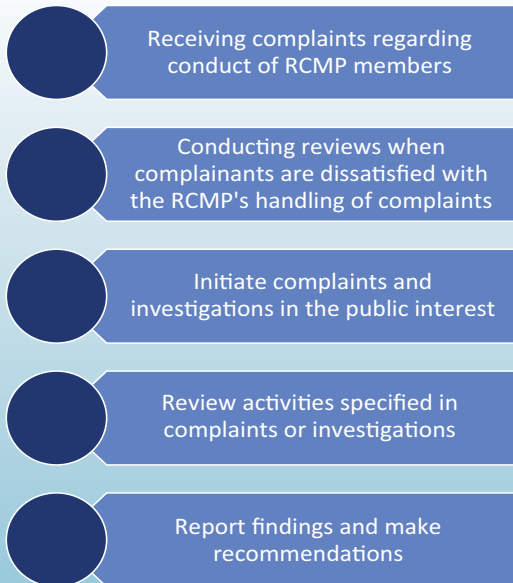 Receiving complaints regarding
conduct of RCMP members
Conducting reviews when
complainants are dissatisfied with
the RCMP's handling of complaints
Initiate complaints and
investigations in the public interest
Review activities specified in
complaints or investigations
Report findings and make
recommendations